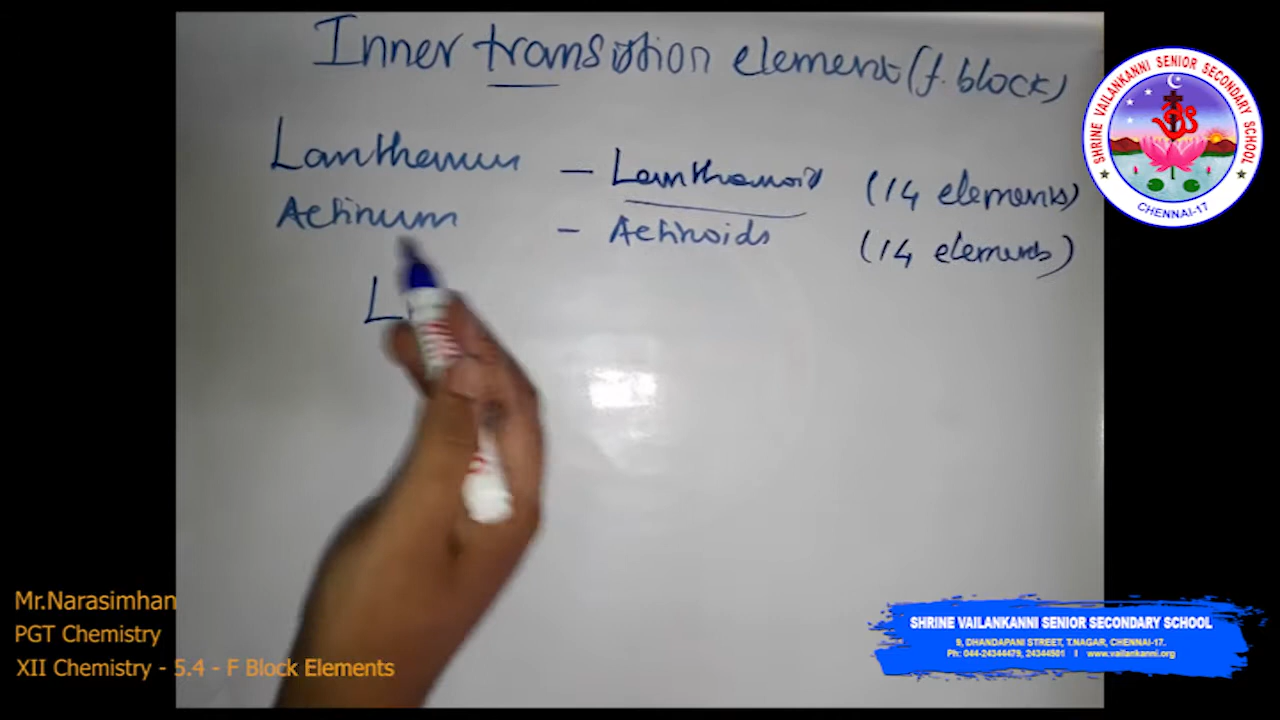 Inner transition element (f. block)
Lanthanum – Lanthanoid (14 elements)
Actinum – Actinoids (14 elements)
L
SHRINE VAILANKANNI SENIOR SECONDARY SCHOOL
CHENNAI-17
Mr.Narasimhan
PGT Chemistry
XII Chemistry - 5.4 - F Block Elements
SHRINE VAILANKANNI SENIOR SECONDARY SCHOOL
9, DHANDAPANI STREET, T.NAGAR, CHENNAI-17.
Ph: 044-24344479, 24344501 I www.vailankanni.org